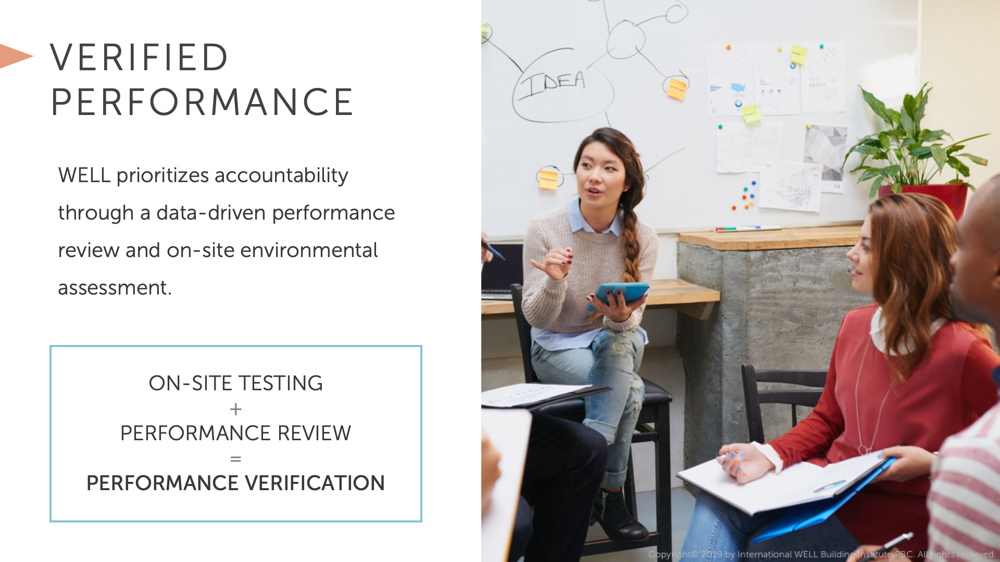 VERIFIED
PERFORMANCE
WELL prioritizes accountability
through a data-driven performance
review and on-site environmental
assessment.
ON-SITE TESTING
+
PERFORMANCE REVIEW
=
PERFORMANCE VERIFICATION
IDEA
Copyright© 2019 by International WELL Building Institute PBC. All rights reserved.